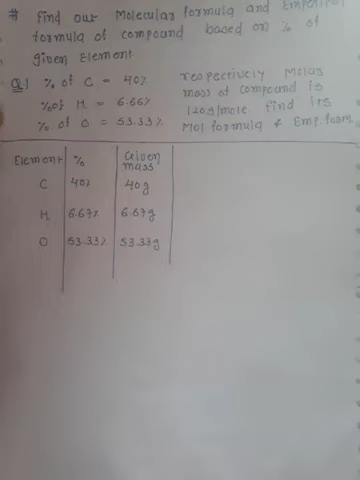 # Find our Molecular formula and Emperical
formula of compound based on % of
given Element
Q.1 % of C = 40% respectively Molar
mass of compound is
% of H = 6.66% 120g/mole find its
% of O = 53.33% Mol formula & Emp. foam
Element % Given mass
C 40% 40g
H 6.67% 6.67g
O 53.33% 53.33g